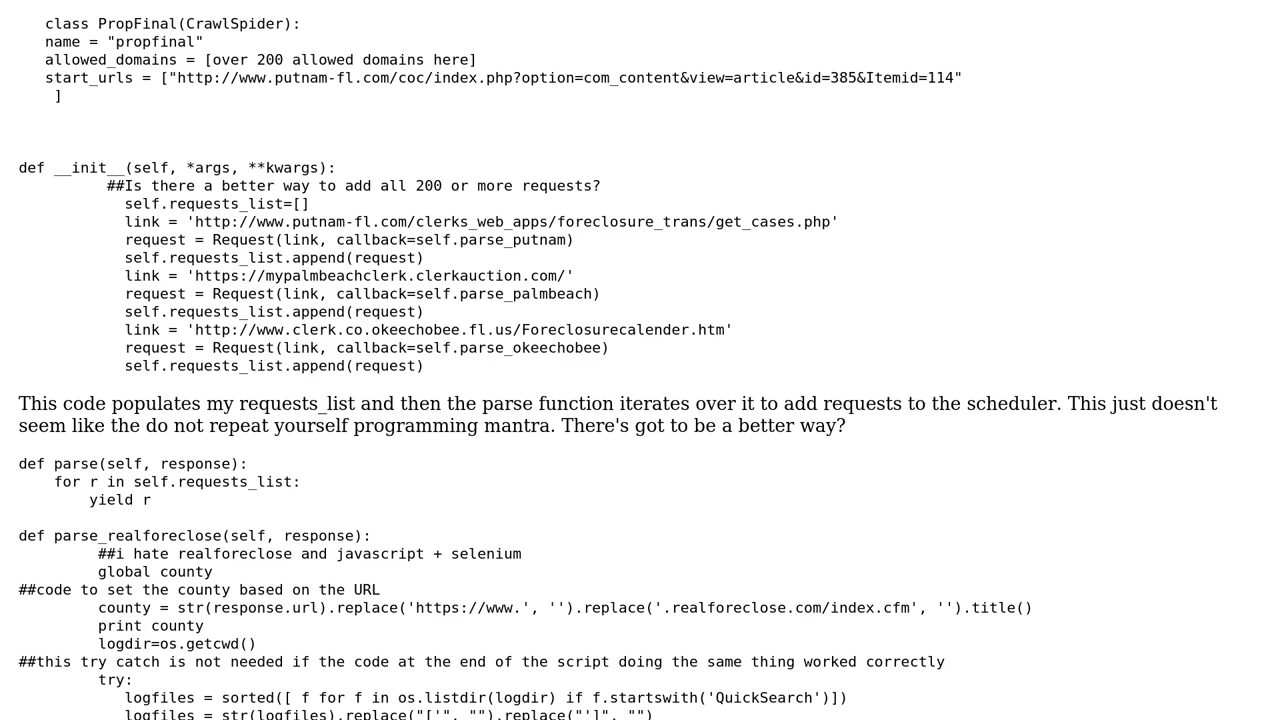 class PropFinal(CrawlSpider):
name = "propfinal"
allowed_domains = [over 200 allowed domains here]
start_urls = ["http://www.putnam-fl.com/coc/index.php?option=com_content&view=article&id=385&Itemid=114"
]
def __init__(self, *args, **kwargs):
##Is there a better way to add all 200 or more requests?
self.requests_list=[]
link = 'http://www.putnam-fl.com/clerks_web_apps/foreclosure_trans/get_cases.php'
request = Request(link, callback=self.parse_putnam)
self.requests_list.append(request)
link = 'https://mypalmbeachclerk.clerkauction.com/'
request = Request(link, callback=self.parse_palmbeach)
self.requests_list.append(request)
link = 'http://www.clerk.co.okeechobee.fl.us/Foreclosurecalender.htm'
request = Request(link, callback=self.parse_okeechobee)
self.requests_list.append(request)
This code populates my requests_list and then the parse function iterates over it to add requests to the scheduler. This just doesn't
seem like the do not repeat yourself programming mantra. There's got to be a better way?
def parse(self, response):
for r in self.requests_list:
yield r
def parse_realforeclose(self, response):
##i hate realforeclose and javascript + selenium
global county
##code to set the county based on the URL
county = str(response.url).replace('https://www.', '').replace('.realforeclose.com/index.cfm', '').title()
print county
logdir=os.getcwd()
##this try catch is not needed if the code at the end of the script doing the same thing worked correctly
try:
logfiles = sorted([ f for f in os.listdir(logdir) if f.startswith('QuickSearch')])
logfiles = str(logfiles).replace("['", "").replace("']", "")